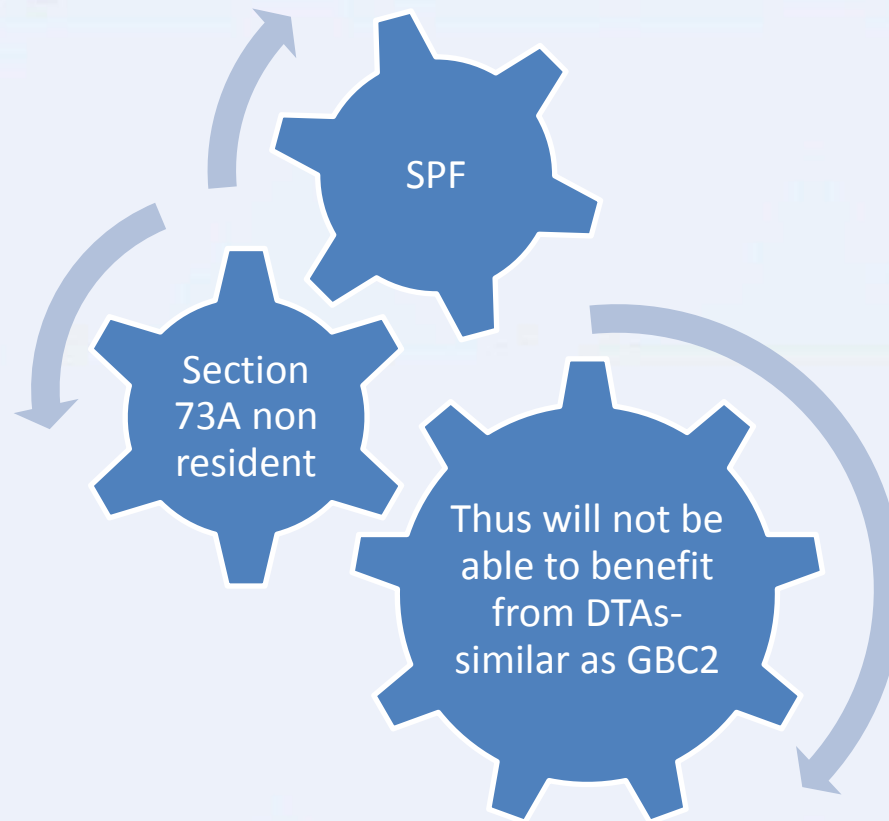 SPF
Section
73A non
resident
Thus will not be
able to benefit
from DTAs-
similar as GBC2